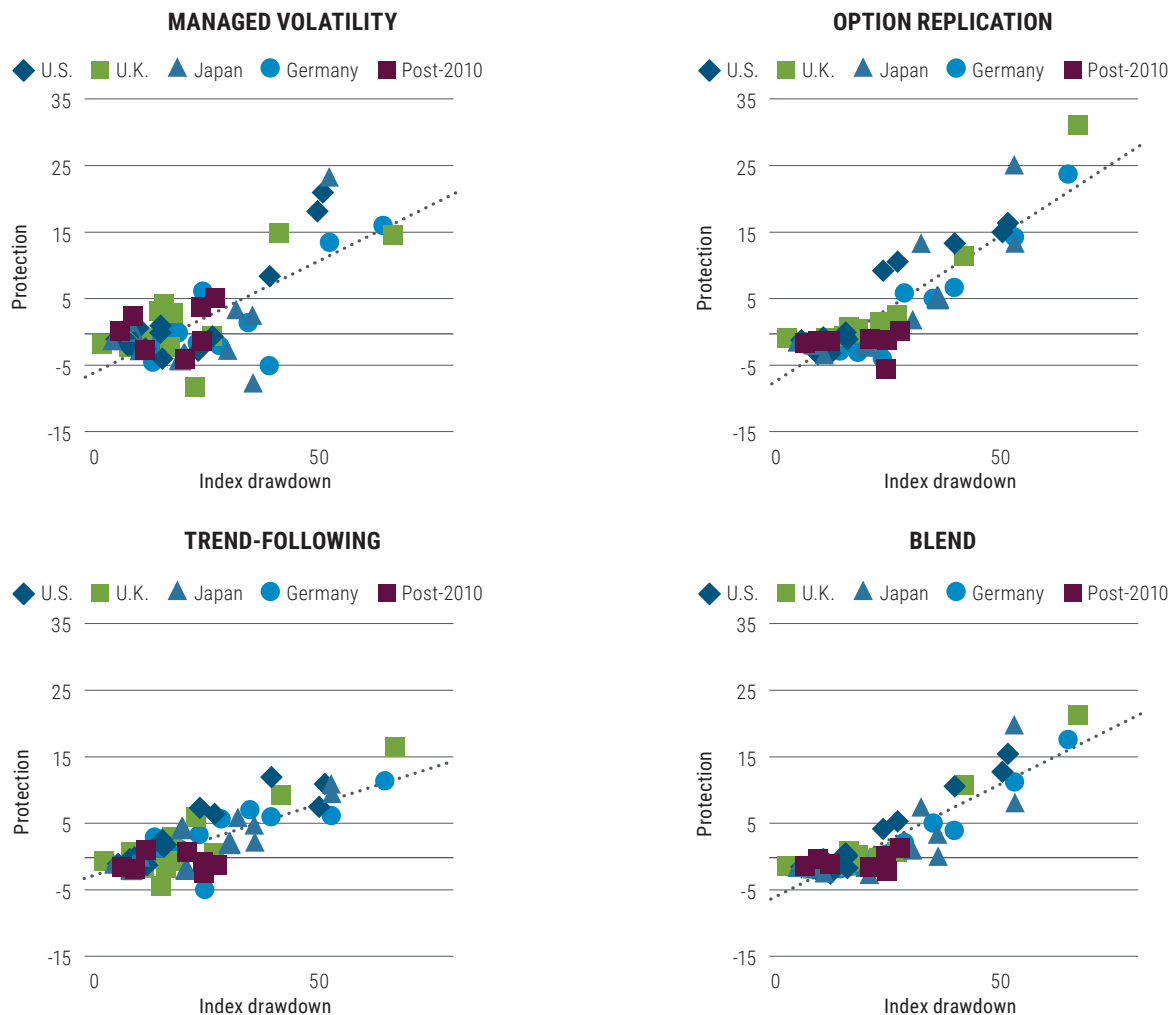 MANAGED VOLATILITY
U.S. U.K. Japan Germany Post-2010
35
25
15
5
-5
-15
Protection
0 50
Index drawdown
OPTION REPLICATION
U.S. U.K. Japan Germany Post-2010
35
25
15
5
-5
-15
Protection
0 50
Index drawdown
TREND-FOLLOWING
U.S. U.K. Japan Germany Post-2010
35
25
15
5
-5
-15
Protection
0 50
Index drawdown
BLEND
U.S. U.K. Japan Germany Post-2010
35
25
15
5
-5
-15
Protection
0 50
Index drawdown